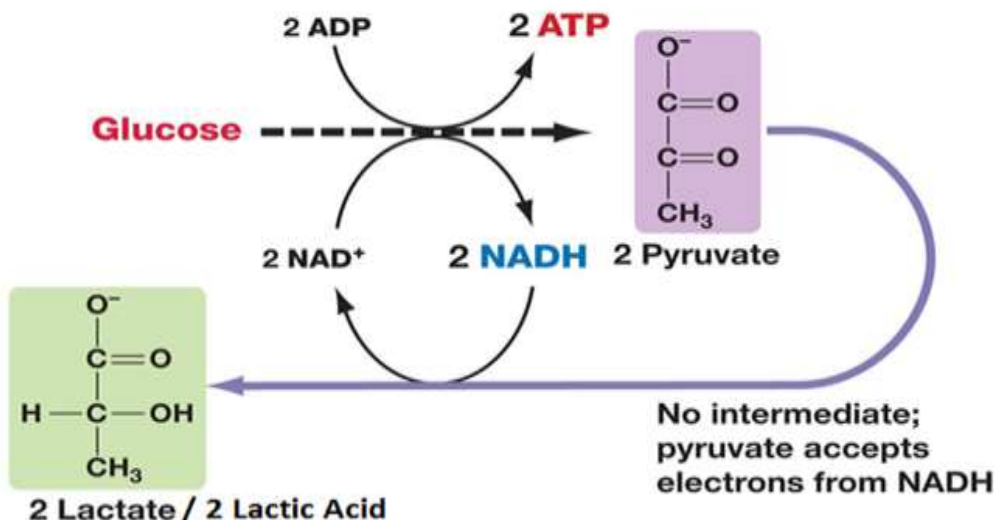 2 ADP
2 ATP
Glucose
O⁻
C=O
C=O
CH₃
2 NAD⁺
2 NADH
2 Pyruvate
O⁻
C=O
H—C—OH
CH₃
2 Lactate / 2 Lactic Acid
No intermediate;
pyruvate accepts
electrons from NADH